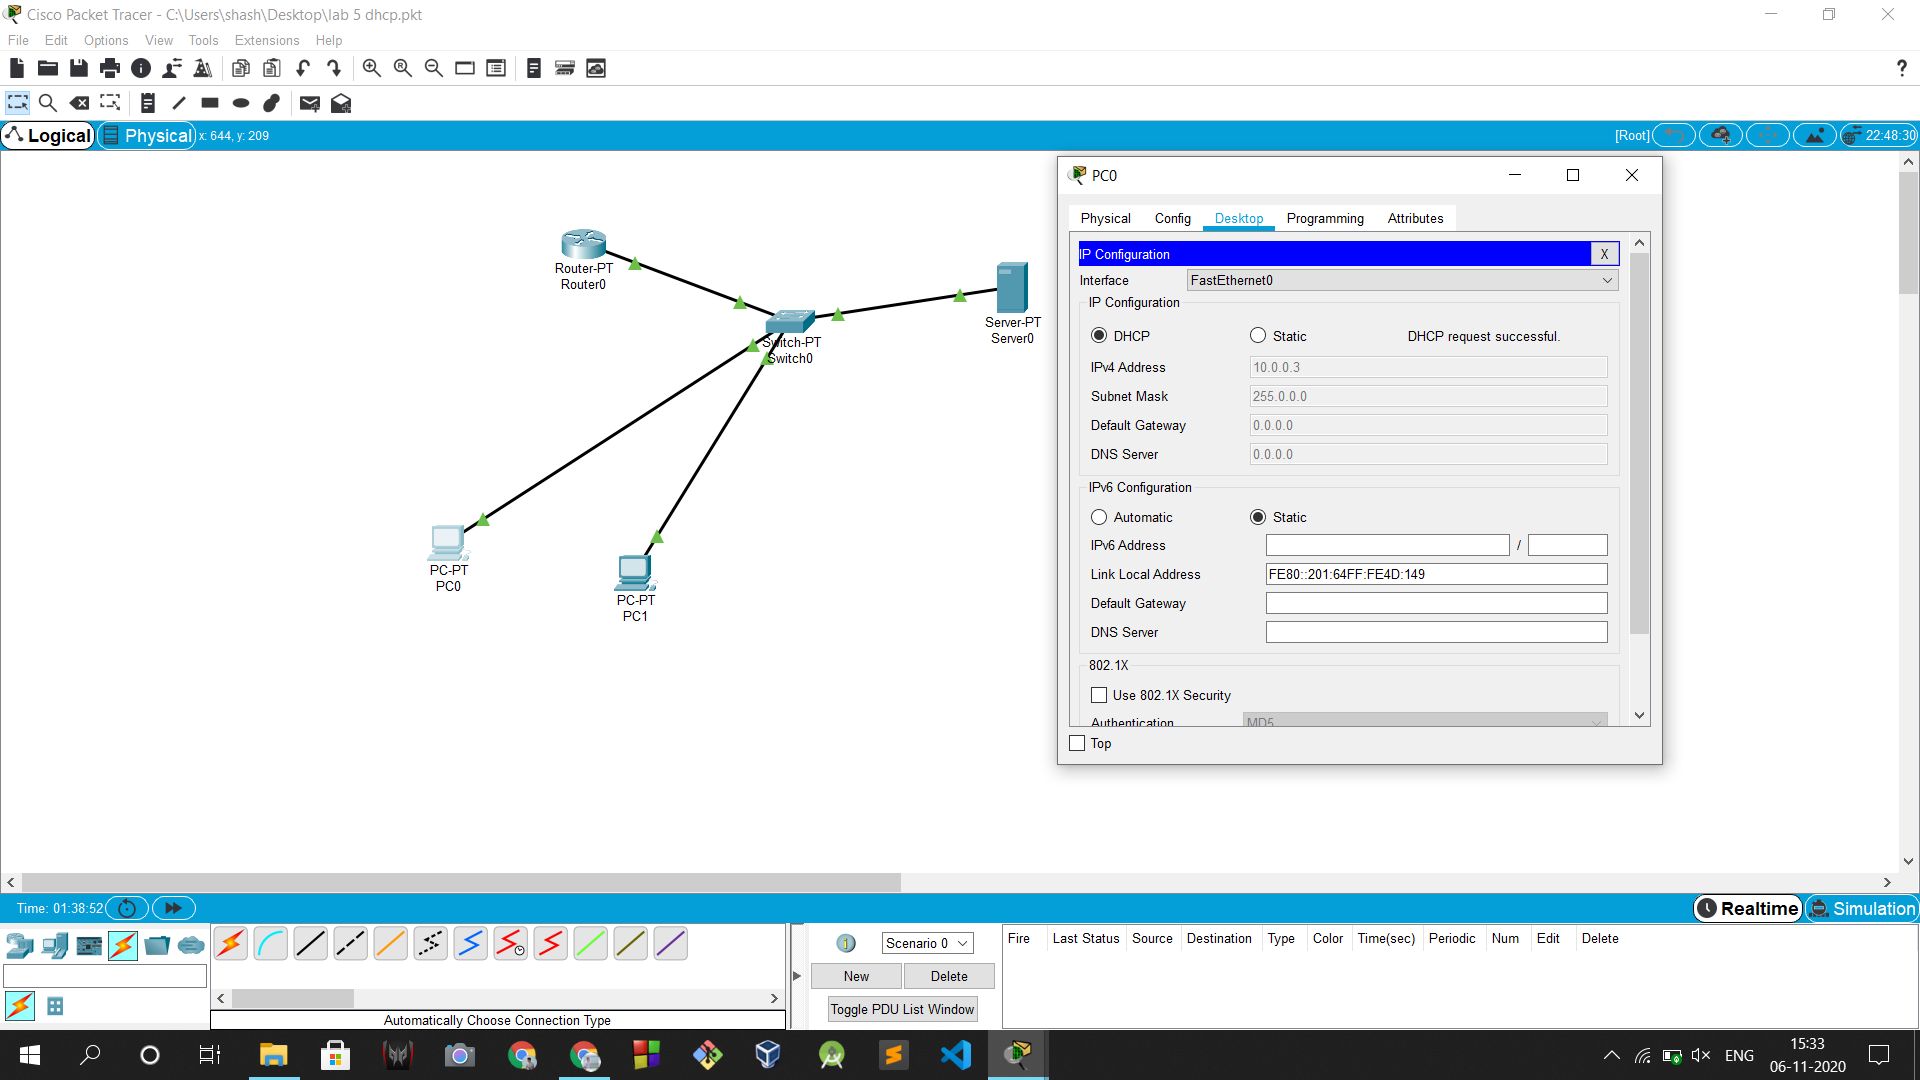 Cisco Packet Tracer - C:\Users\shash\Desktop\lab 5 dhcp.pkt
File Edit Options View Tools Extensions Help
?
Logical Physical x: 644, y: 209 [Root] 22:48:30
Router-PT
Router0
Server-PT
Server0
Switch-PT
Switch0
PC-PT
PC0
PC-PT
PC1
PC0
Physical Config Desktop Programming Attributes
IP Configuration X
Interface FastEthernet0
IP Configuration
DHCP Static DHCP request successful.
IPv4 Address 10.0.0.3
Subnet Mask 255.0.0.0
Default Gateway 0.0.0.0
DNS Server 0.0.0.0
IPv6 Configuration
Automatic Static
IPv6 Address /
Link Local Address FE80::201:64FF:FE4D:149
Default Gateway
DNS Server
802.1X
Use 802.1X Security
Authentication MD5
Top
Time: 01:38:52 Realtime Simulation
Scenario 0
New Delete
Toggle PDU List Window
Fire Last Status Source Destination Type Color Time(sec) Periodic Num Edit Delete
Automatically Choose Connection Type
ENG
15:33
06-11-2020